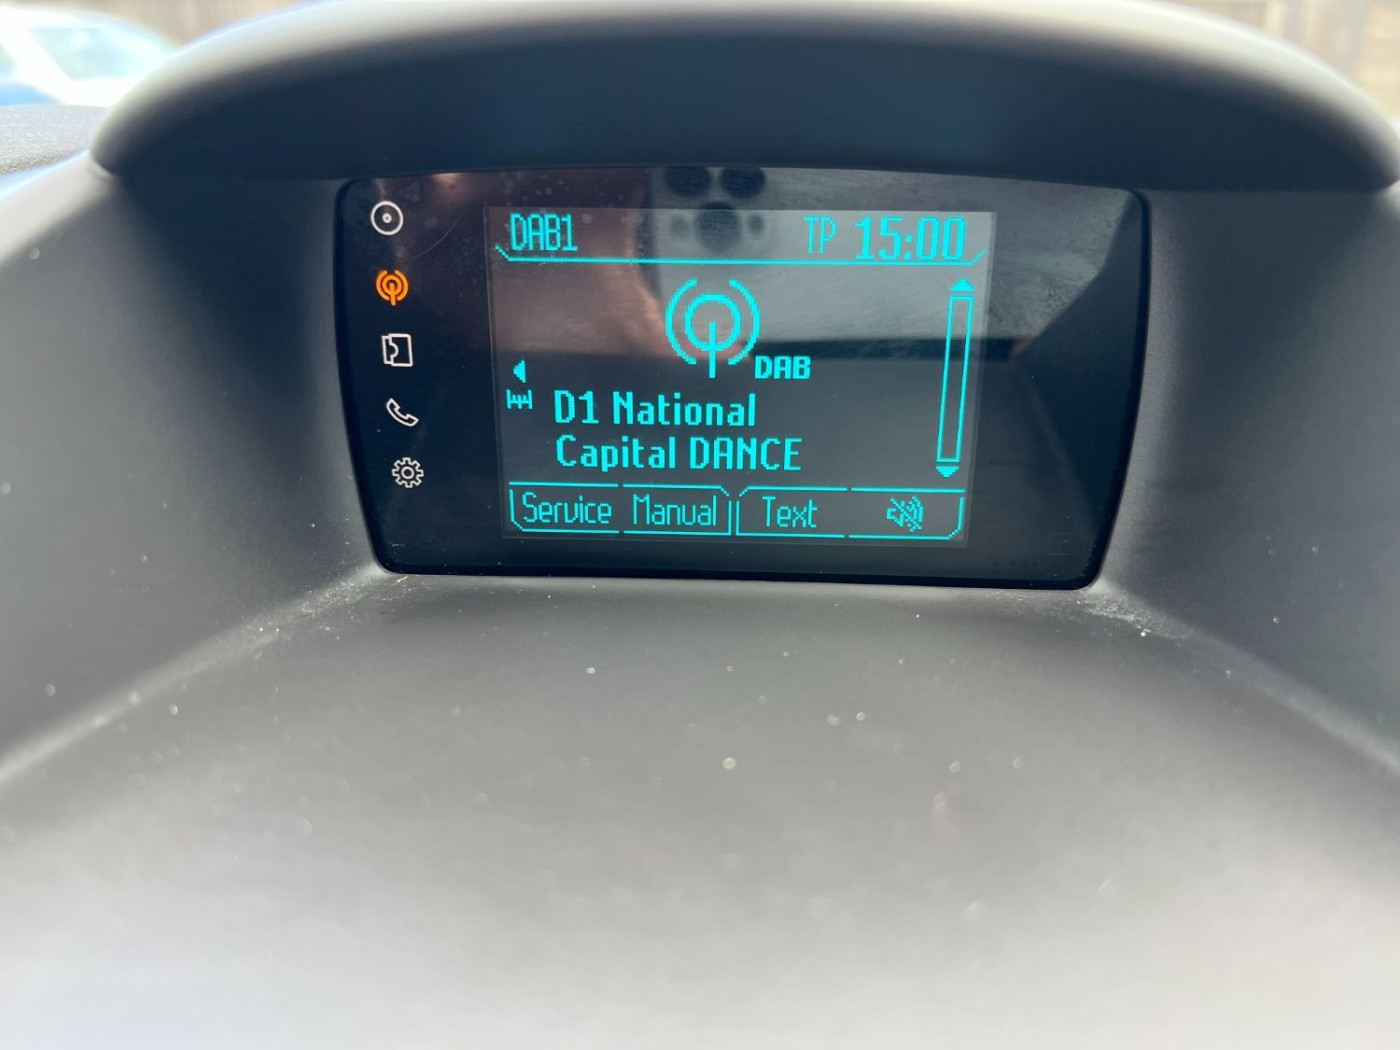 DAB1 TP 15:00
DAB
D1 National
Capital DANCE
Service Manual Text